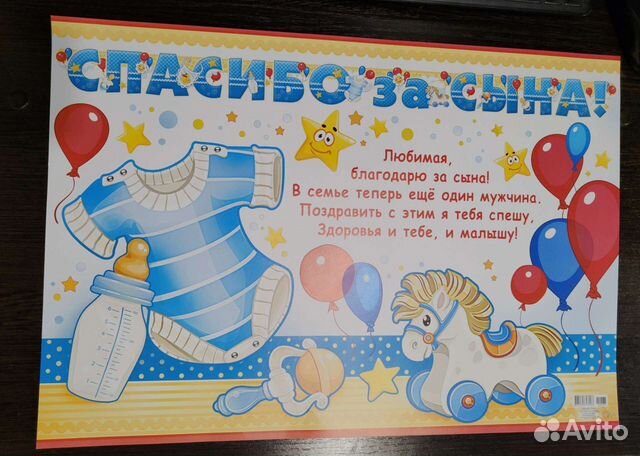 СПАСИБО за СЫНА!
Любимая,
благодарю за сына!
В семье теперь ещё один мужчина.
Поздравить с этим я тебя спешу,
Здоровья и тебе, и малышу!
Avito